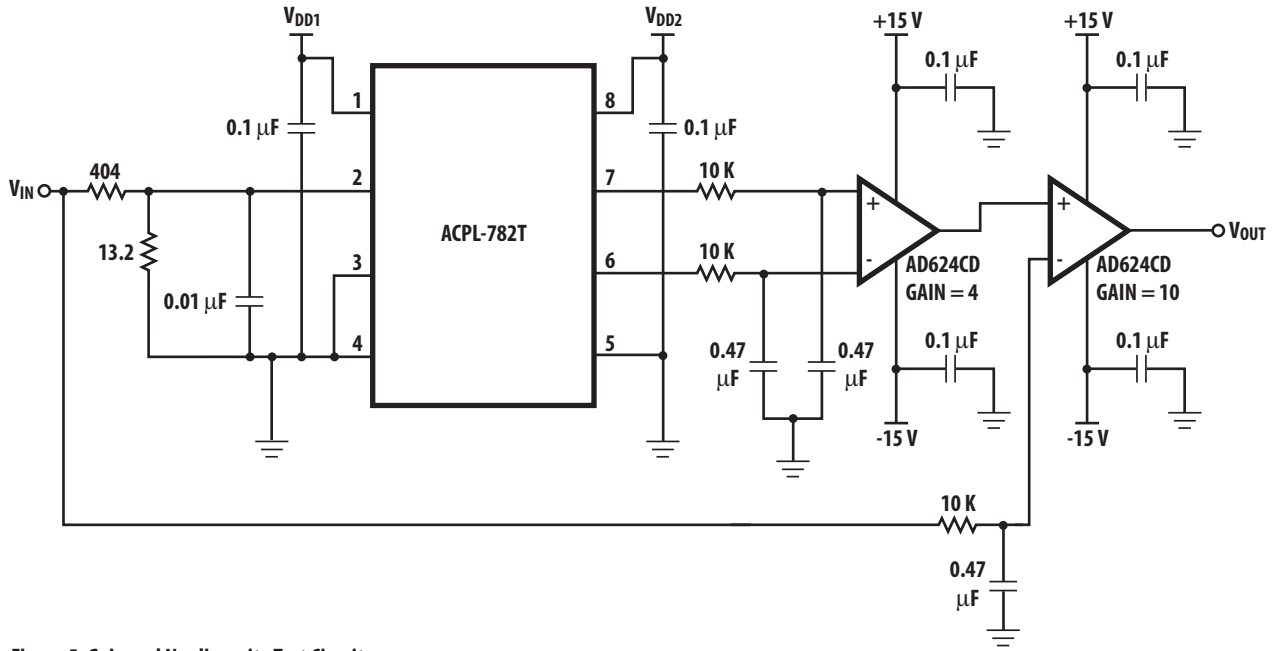 VDD1
VDD2
+15 V
+15 V
0.1 μF
0.1 μF
1
8
0.1 μF
0.1 μF
404
2
7
10 K
VIN
+
+
13.2
ACPL-782T
VOUT
10 K
3
6
-
-
AD624CD
GAIN = 4
AD624CD
GAIN = 10
0.01 μF
4
5
0.47
μF
0.47
μF
0.1 μF
0.1 μF
-15 V
-15 V
10 K
0.47
μF